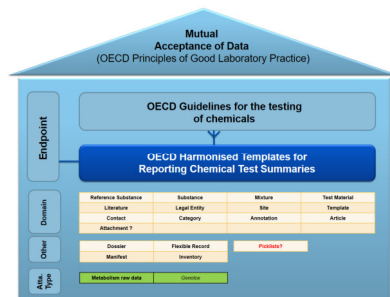 Mutual
Acceptance of Data
(OECD Principles of Good Laboratory Practice)
Endpoint
OECD Guidelines for the testing
of chemicals
OECD Harmonised Templates for
Reporting Chemical Test Summaries
Domain
Reference Substance Substance Mixture Test Material
Literature Legal Entity Site Template
Contact Category Annotation Article
Attachment ?
Other
Dossier Flexible Record Picklists?
Manifest Inventory
Atta.
Type
Metabolism raw data